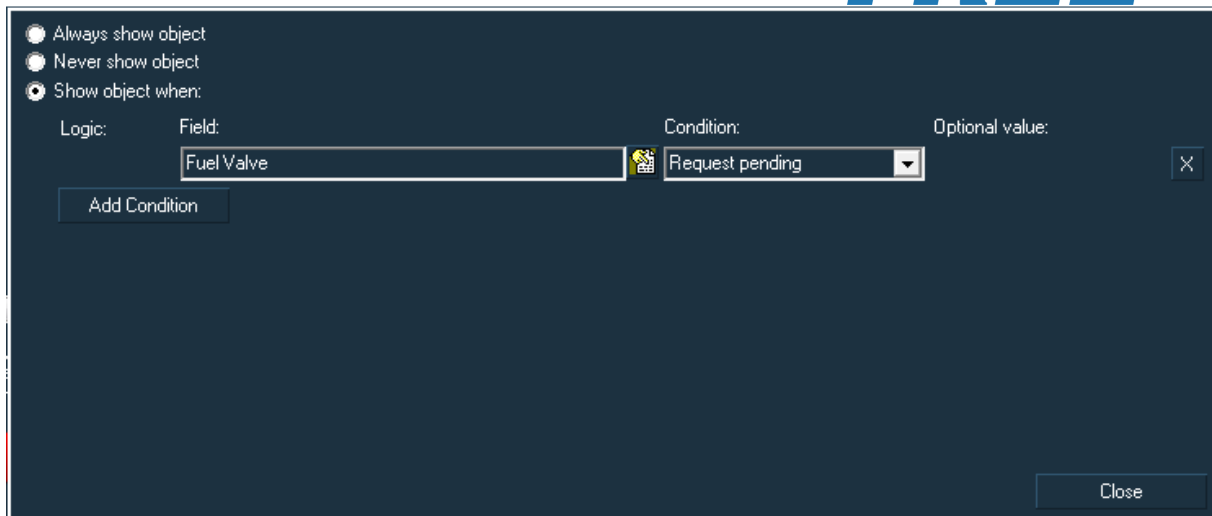 Always show object
Never show object
Show object when:
Logic: Field: Condition: Optional value:
Fuel Valve Request pending X
Add Condition
Close